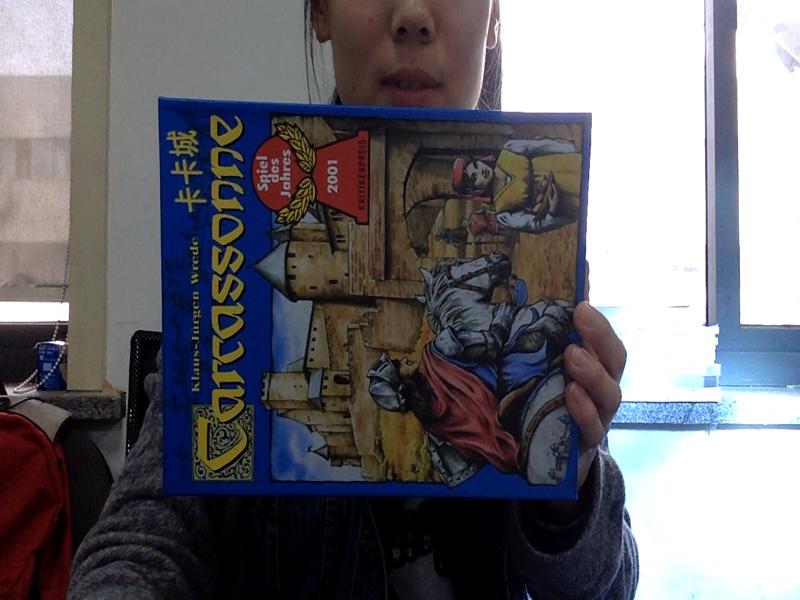 卡卡城
Klaus-Jürgen Wrede
Carcassonne
Spiel
des
Jahres
2001
KRITIKERPREIS